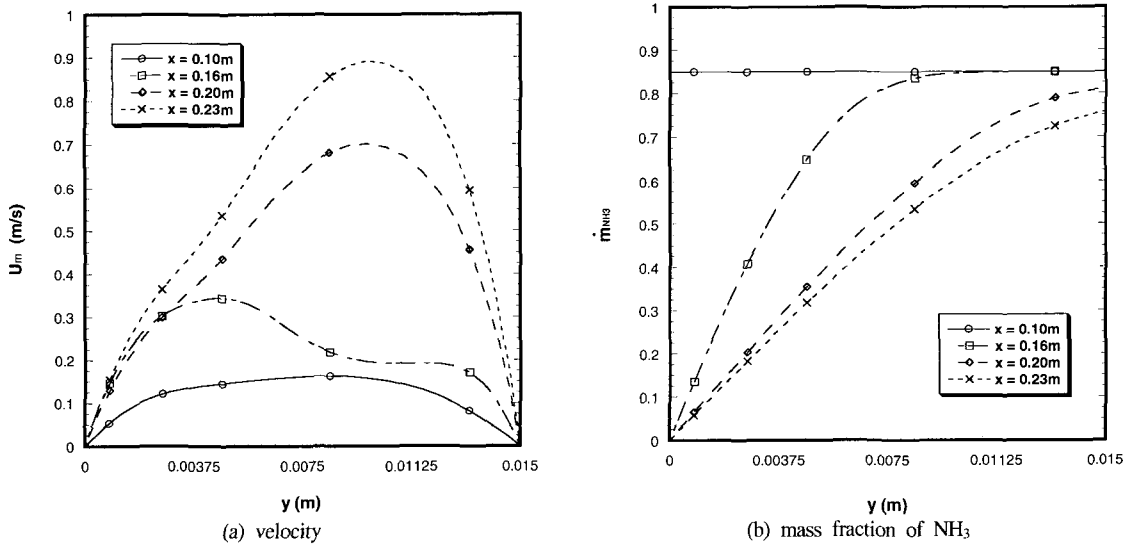 1
0.9
0.8
0.7
0.6
0.5
0.4
0.3
0.2
0.1
0
Um (m/s)
x = 0.10m
x = 0.16m
x = 0.20m
x = 0.23m
0 0.00375 0.0075 0.01125 0.015
y (m)
(a) velocity
1
0.9
0.8
0.7
0.6
0.5
0.4
0.3
0.2
0.1
0
ṁNH3
x = 0.10m
x = 0.16m
x = 0.20m
x = 0.23m
0 0.00375 0.0075 0.01125 0.015
y (m)
(b) mass fraction of NH₃